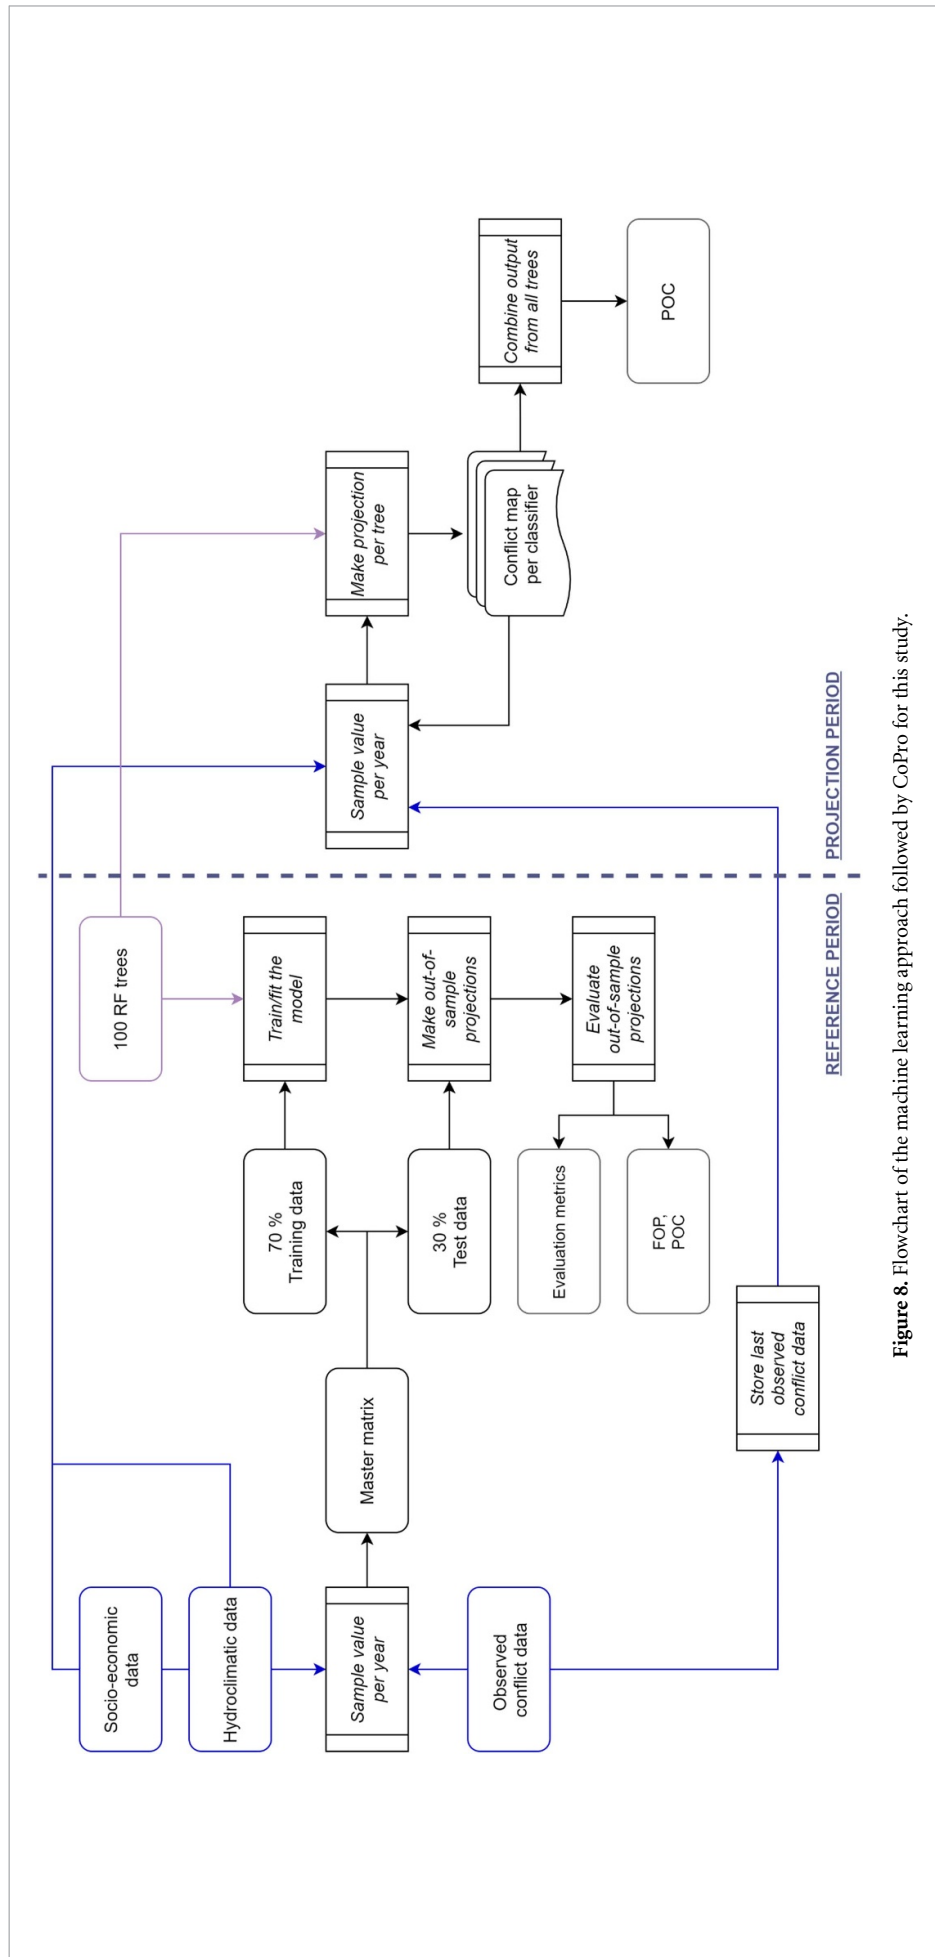 Socio-economic
data
Hydroclimatic data
Sample value
per year
Observed
conflict data
Master matrix
Store last
observed
conflict data
70 %
Training data
30 %
Test data
Evaluation metrics
FOP,
POC
100 RF trees
Train/fit the
model
Make out-of-
sample
projections
Evaluate
out-of-sample
projections
REFERENCE PERIOD
PROJECTION PERIOD
Sample value
per year
Make projection
per tree
Conflict map
per classifier
Combine output
from all trees
POC
Figure 8. Flowchart of the machine learning approach followed by CoPro for this study.